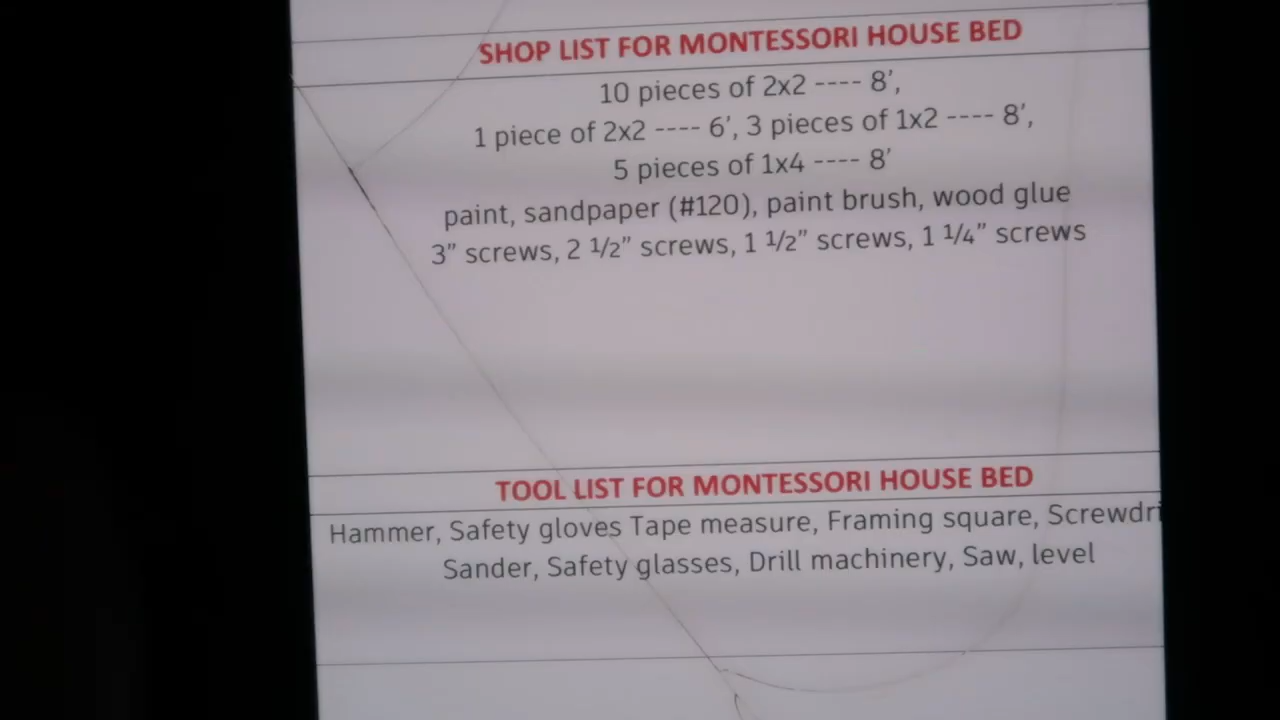 SHOP LIST FOR MONTESSORI HOUSE BED
10 pieces of 2x2 ---- 8’,
1 piece of 2x2 ---- 6’, 3 pieces of 1x2 ---- 8’,
5 pieces of 1x4 ---- 8’
paint, sandpaper (#120), paint brush, wood glue
3” screws, 2 1/2” screws, 1 1/2” screws, 1 1/4” screws
TOOL LIST FOR MONTESSORI HOUSE BED
Hammer, Safety gloves Tape measure, Framing square, Screwdri
Sander, Safety glasses, Drill machinery, Saw, level